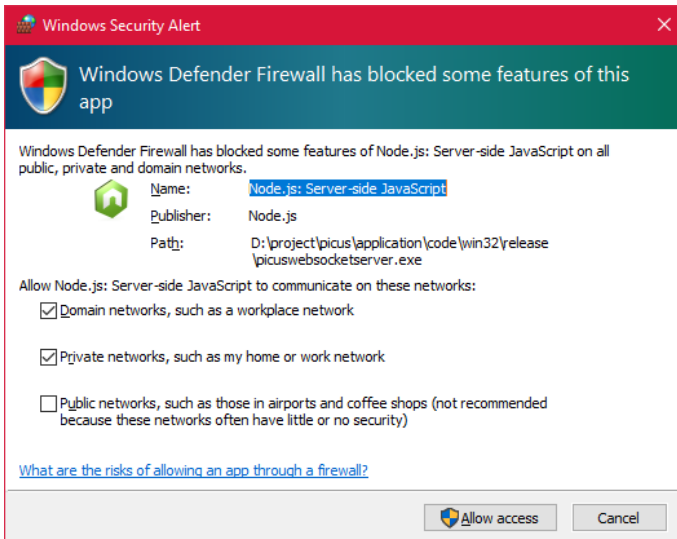 Windows Security Alert
Windows Defender Firewall has blocked some features of this
app
Windows Defender Firewall has blocked some features of Node.js: Server-side JavaScript on all
public, private and domain networks.
Name: Node.js: Server-side JavaScript
Publisher: Node.js
Path: D:\project\picus\application\code\win32\release
\picuswebsocketserver.exe
Allow Node.js: Server-side JavaScript to communicate on these networks:
Domain networks, such as a workplace network
Private networks, such as my home or work network
Public networks, such as those in airports and coffee shops (not recommended
because these networks often have little or no security)
What are the risks of allowing an app through a firewall?
Allow access Cancel